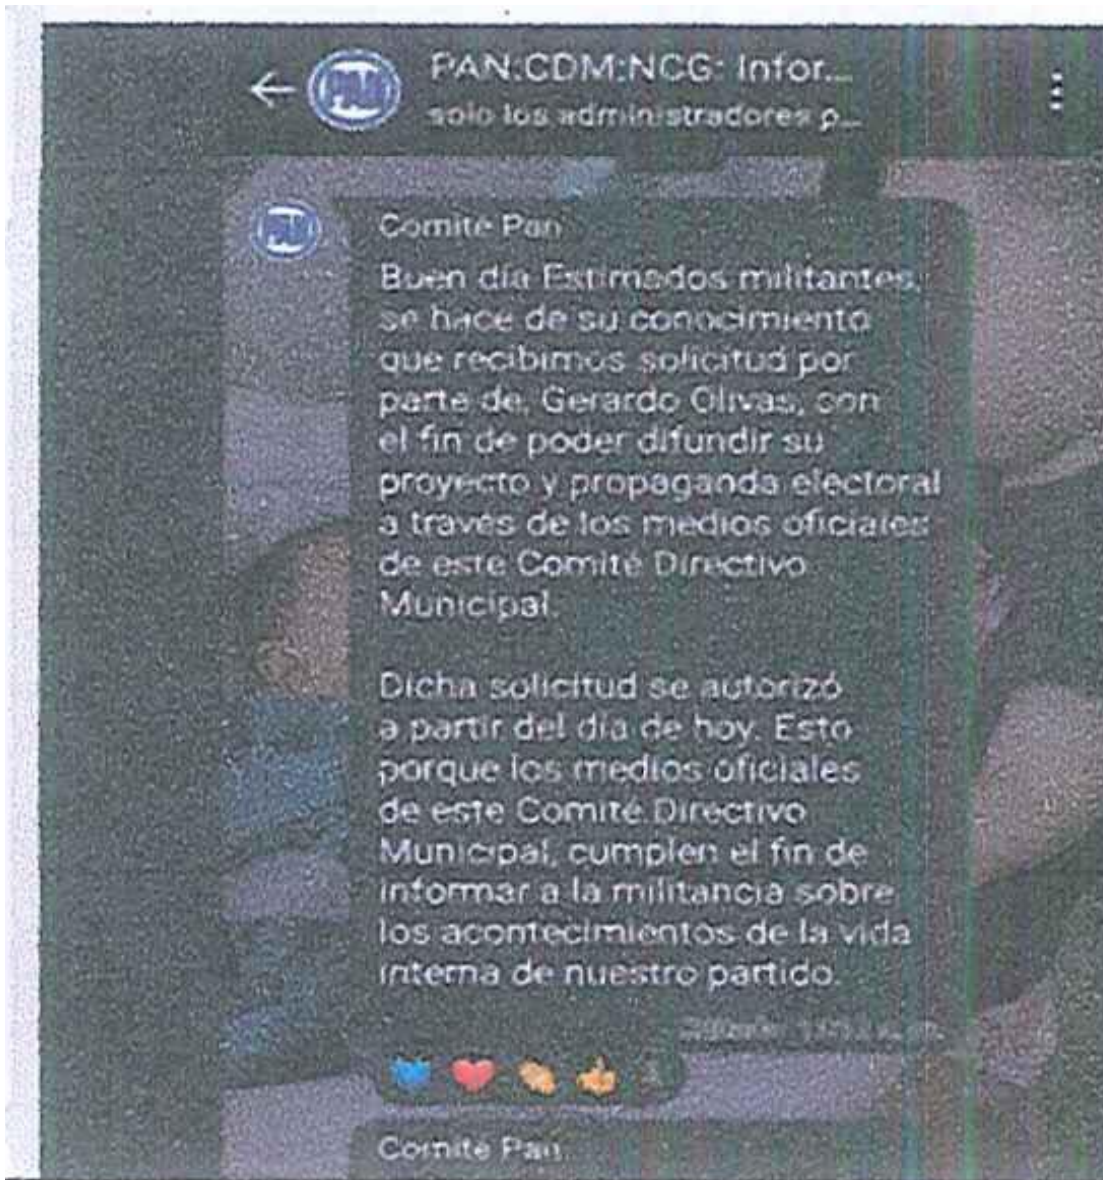 PAN:CDM:NCG: Infor...
solo los administradores p...
Comité Pan
Buen día Estimados militantes,
se hace de su conocimiento
que recibimos solicitud por
parte de, Gerardo Olivas, con
el fin de poder difundir su
proyecto y propaganda electoral
a través de los medios oficiales
de este Comité Directivo
Municipal.
Dicha solicitud se autorizó
a partir del día de hoy. Esto
porque los medios oficiales
de este Comité Directivo
Municipal, cumplen el fin de
informar a la militancia sobre
los acontecimientos de la vida
interna de nuestro partido.
Comité Pan